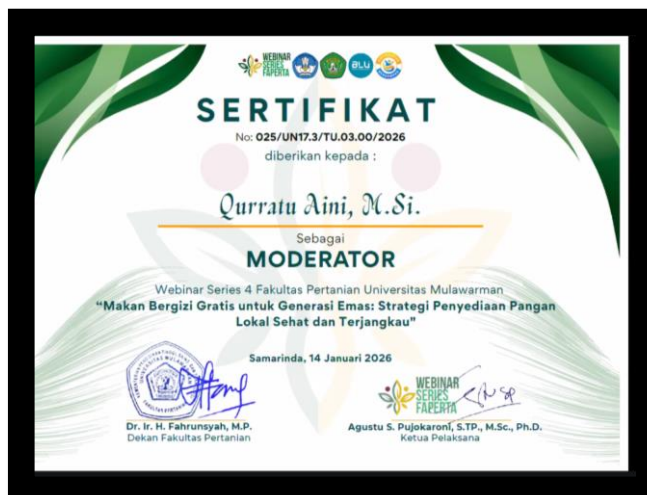 WEBINAR
SERIES
FAPERTA
BLU
SERTIFIKAT
No: 025/UN17.3/TU.03.00/2026
diberikan kepada :
Qurratu Aini, M.Si.
Sebagai
MODERATOR
Webinar Series 4 Fakultas Pertanian Universitas Mulawarman
“Makan Bergizi Gratis untuk Generasi Emas: Strategi Penyediaan Pangan
Lokal Sehat dan Terjangkau”
Samarinda, 14 Januari 2026
WEBINAR
SERIES
FAPERTA
Dr. Ir. H. Fahrunsyah, M.P.
Dekan Fakultas Pertanian
Agustu S. Pujokaroni, S.TP., M.Sc., Ph.D.
Ketua Pelaksana